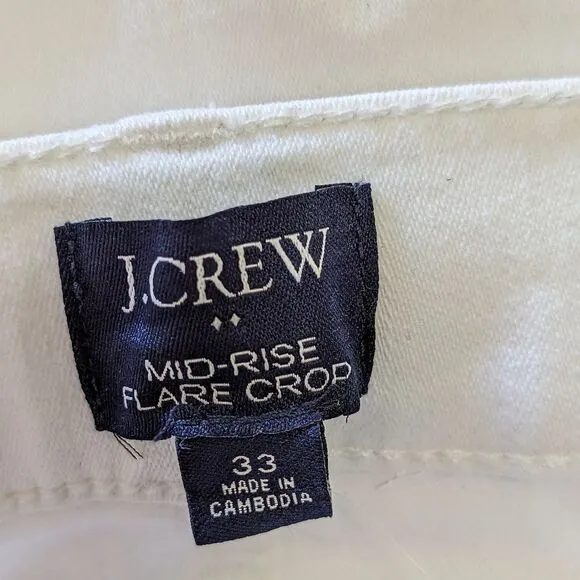 J.CREW
MID-RISE
FLARE CROP
33
MADE IN
CAMBODIA